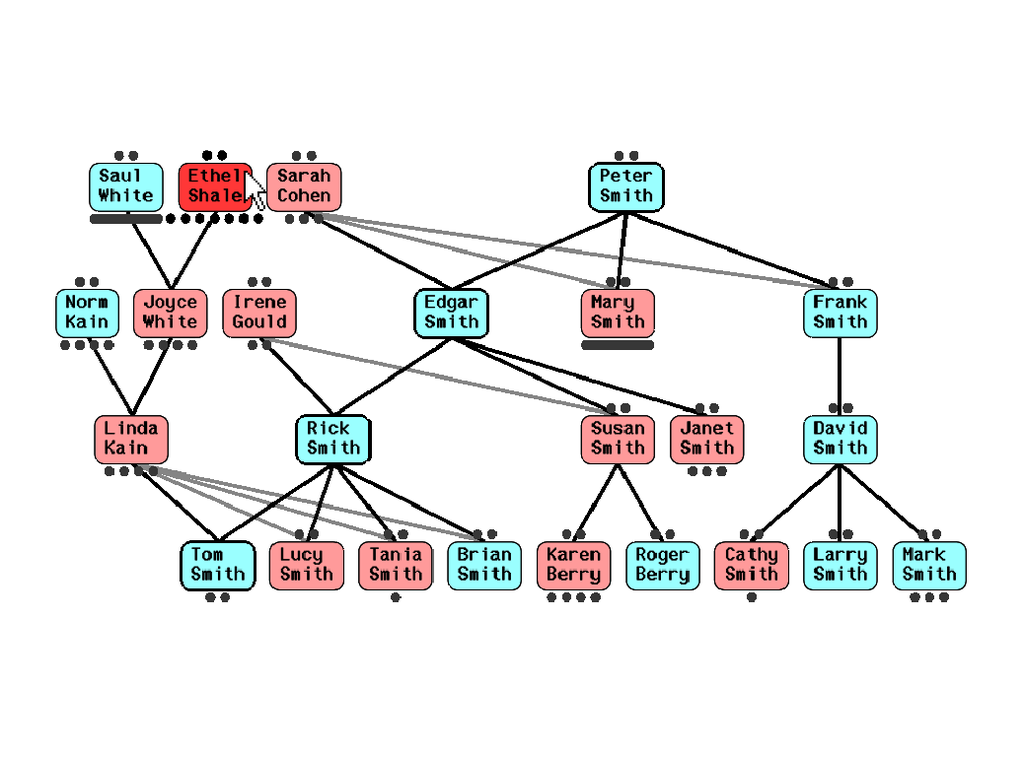 Saul
White
Ethel
Shale
Sarah
Cohen
Peter
Smith
Norm
Kain
Joyce
White
Irene
Gould
Edgar
Smith
Mary
Smith
Frank
Smith
Linda
Kain
Rick
Smith
Susan
Smith
Janet
Smith
David
Smith
Tom
Smith
Lucy
Smith
Tania
Smith
Brian
Smith
Karen
Berry
Roger
Berry
Cathy
Smith
Larry
Smith
Mark
Smith